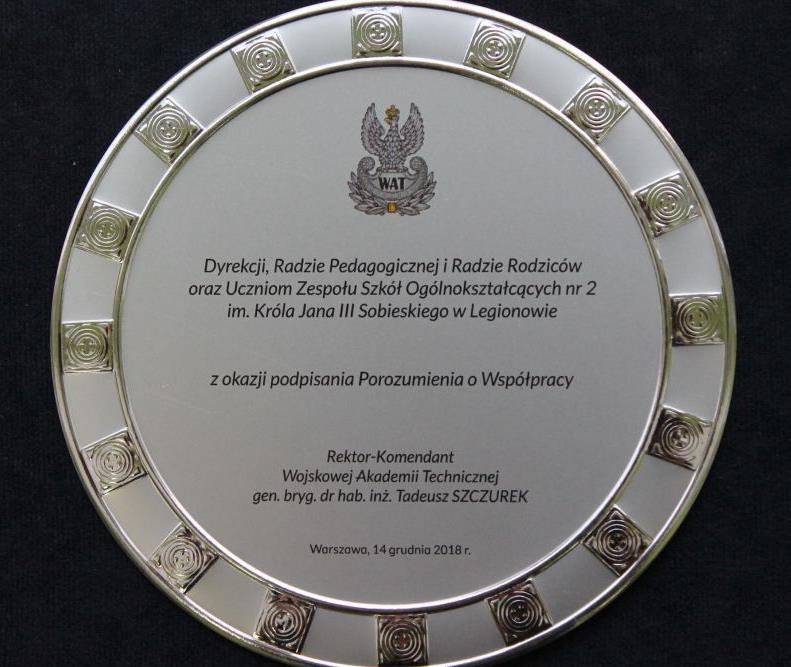 WAT
Dyrekcji, Radzie Pedagogicznej i Radzie Rodziców
oraz Uczniom Zespołu Szkół Ogólnokształcących nr 2
im. Króla Jana III Sobieskiego w Legionowie
z okazji podpisania Porozumienia o Współpracy
Rektor-Komendant
Wojskowej Akademii Technicznej
gen. bryg. dr hab. inż. Tadeusz SZCZUREK
Warszawa, 14 grudnia 2018 r.